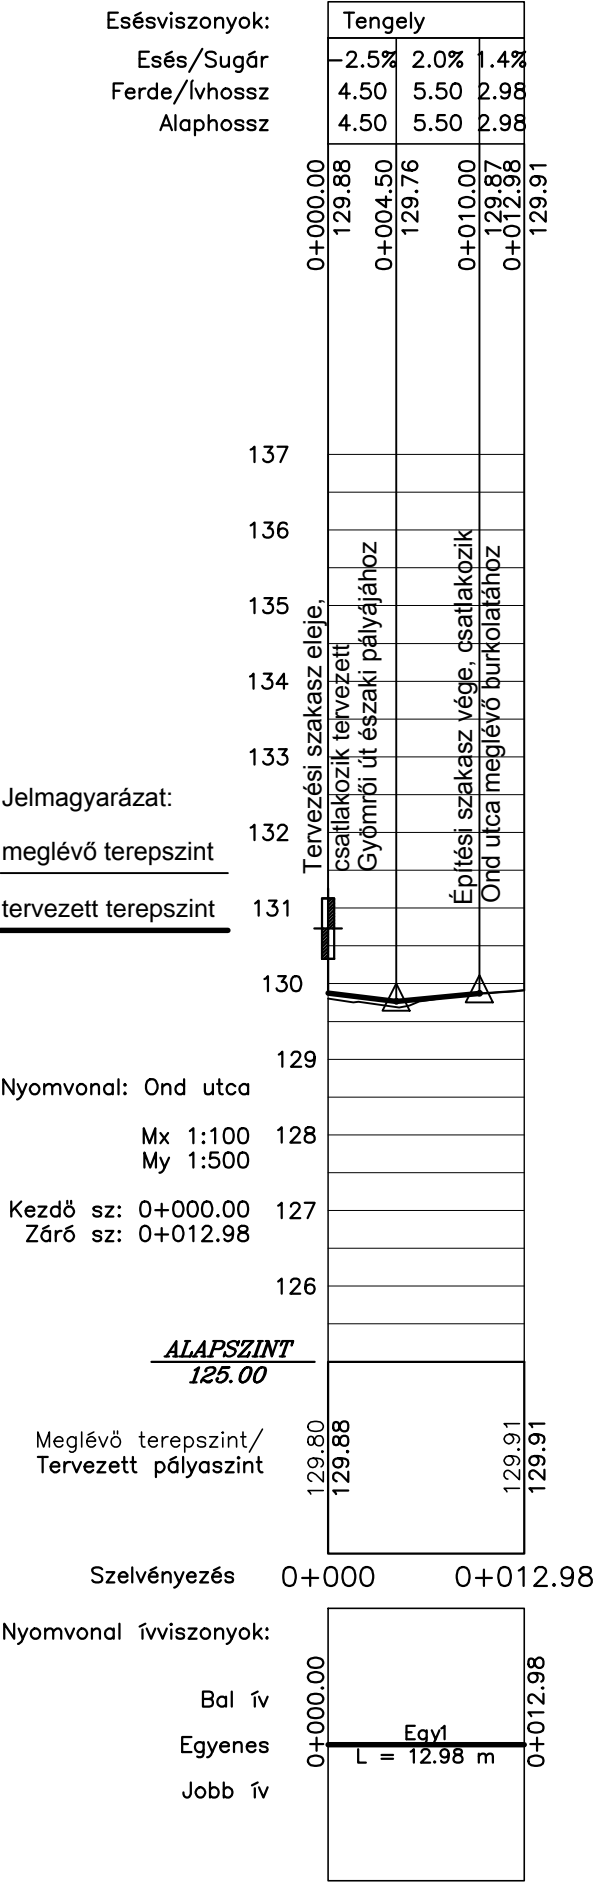 Esésviszonyok: Tengely
Esés/Sugár -2.5% 2.0% 1.4%
Ferde/Ívhossz 4.50 5.50 2.98
Alaphossz 4.50 5.50 2.98
0+000.00
129.88
0+004.50
129.76
0+010.00
129.87
0+012.98
129.91
137
136
135
134
133
132
131
130
129
128
127
126
Tervezési szakasz eleje,
csatlakozik tervezett
Gyömrői út északi pályájához
Építési szakasz vége, csatlakozik
Ond utca meglévő burkolatához
Jelmagyarázat:
meglévő terepszint
tervezett terepszint
Nyomvonal: Ond utca
Mx 1:100
My 1:500
Kezdő sz: 0+000.00
Záró sz: 0+012.98
ALAPSZINT
125.00
Meglévő terepszint/
Tervezett pályaszint
129.80
129.88
129.91
129.91
Szelvényezés 0+000 0+012.98
Nyomvonal ívviszonyok:
Bal ív
Egyenes
Jobb ív
0+000.00
Egy1
L = 12.98 m
0+012.98